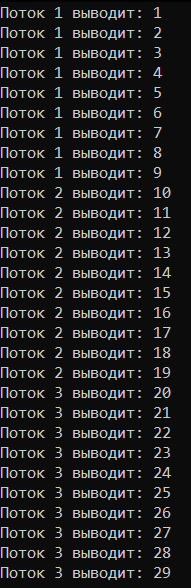 Поток 1 выводит: 1
Поток 1 выводит: 2
Поток 1 выводит: 3
Поток 1 выводит: 4
Поток 1 выводит: 5
Поток 1 выводит: 6
Поток 1 выводит: 7
Поток 1 выводит: 8
Поток 1 выводит: 9
Поток 2 выводит: 10
Поток 2 выводит: 11
Поток 2 выводит: 12
Поток 2 выводит: 13
Поток 2 выводит: 14
Поток 2 выводит: 15
Поток 2 выводит: 16
Поток 2 выводит: 17
Поток 2 выводит: 18
Поток 2 выводит: 19
Поток 3 выводит: 20
Поток 3 выводит: 21
Поток 3 выводит: 22
Поток 3 выводит: 23
Поток 3 выводит: 24
Поток 3 выводит: 25
Поток 3 выводит: 26
Поток 3 выводит: 27
Поток 3 выводит: 28
Поток 3 выводит: 29